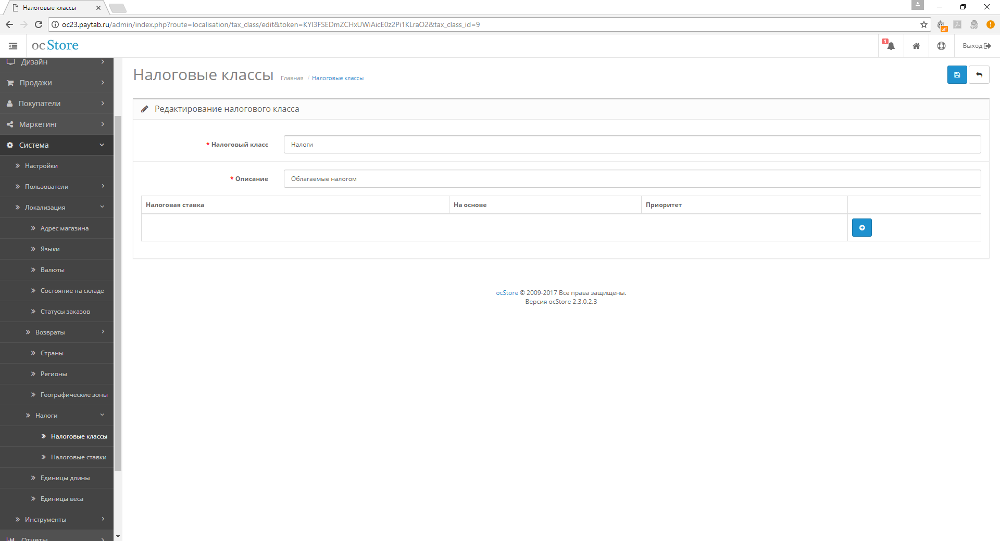 Налоговые классы
oc23.paytab.ru/admin/index.php?route=localisation/tax_class/edit&token=KYI3FSEDmZCHxUWiAicE0z2Pi1KLraO2&tax_class_id=9
off
ocStore
1
Выход
Дизайн
Продажи
Покупатели
Маркетинг
Система
Настройки
Пользователи
Локализация
Адрес магазина
Языки
Валюты
Состояние на складе
Статусы заказов
Возвраты
Страны
Регионы
Географические зоны
Налоги
Налоговые классы
Налоговые ставки
Единицы длины
Единицы веса
Инструменты
Отчеты
Налоговые классы
Главная / Налоговые классы
Редактирование налогового класса
* Налоговый класс
Налоги
* Описание
Облагаемые налогом
Налоговая ставка
На основе
Приоритет
ocStore © 2009-2017 Все права защищены.
Версия ocStore 2.3.0.2.3